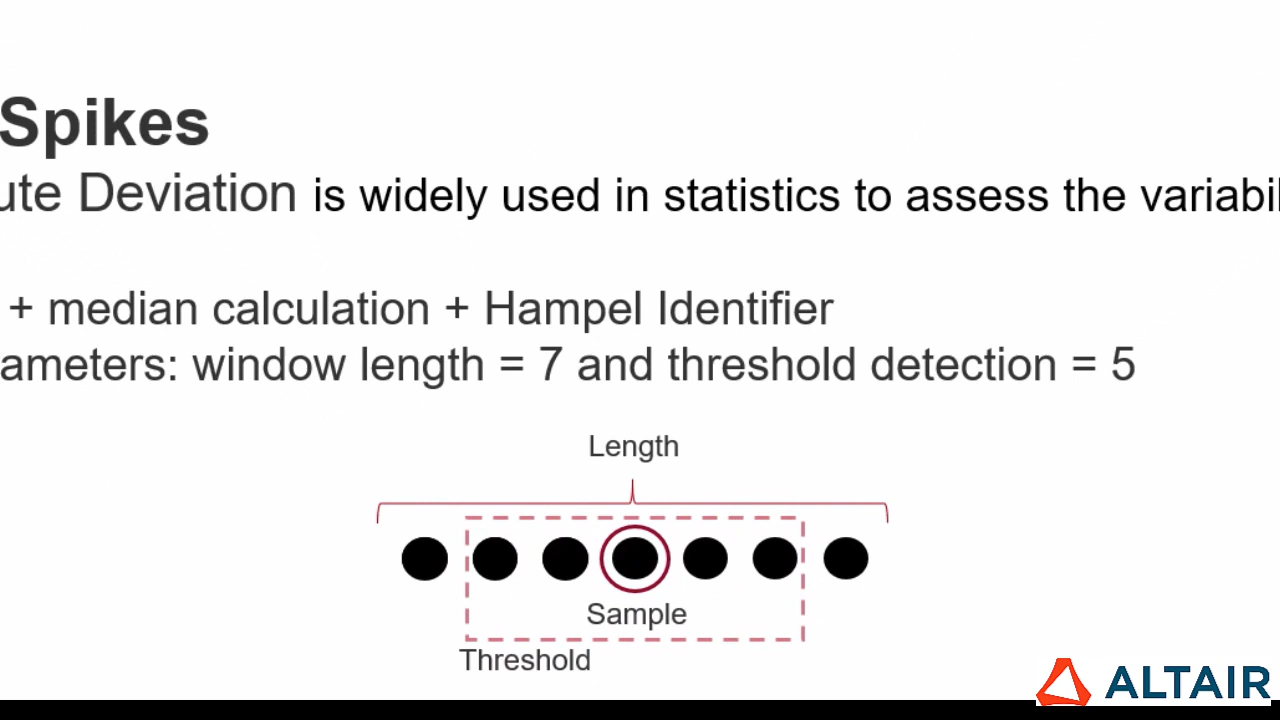 Spikes
ute Deviation is widely used in statistics to assess the variabil
+ median calculation + Hampel Identifier
ameters: window length = 7 and threshold detection = 5
Length
Sample
Threshold
ALTAIR